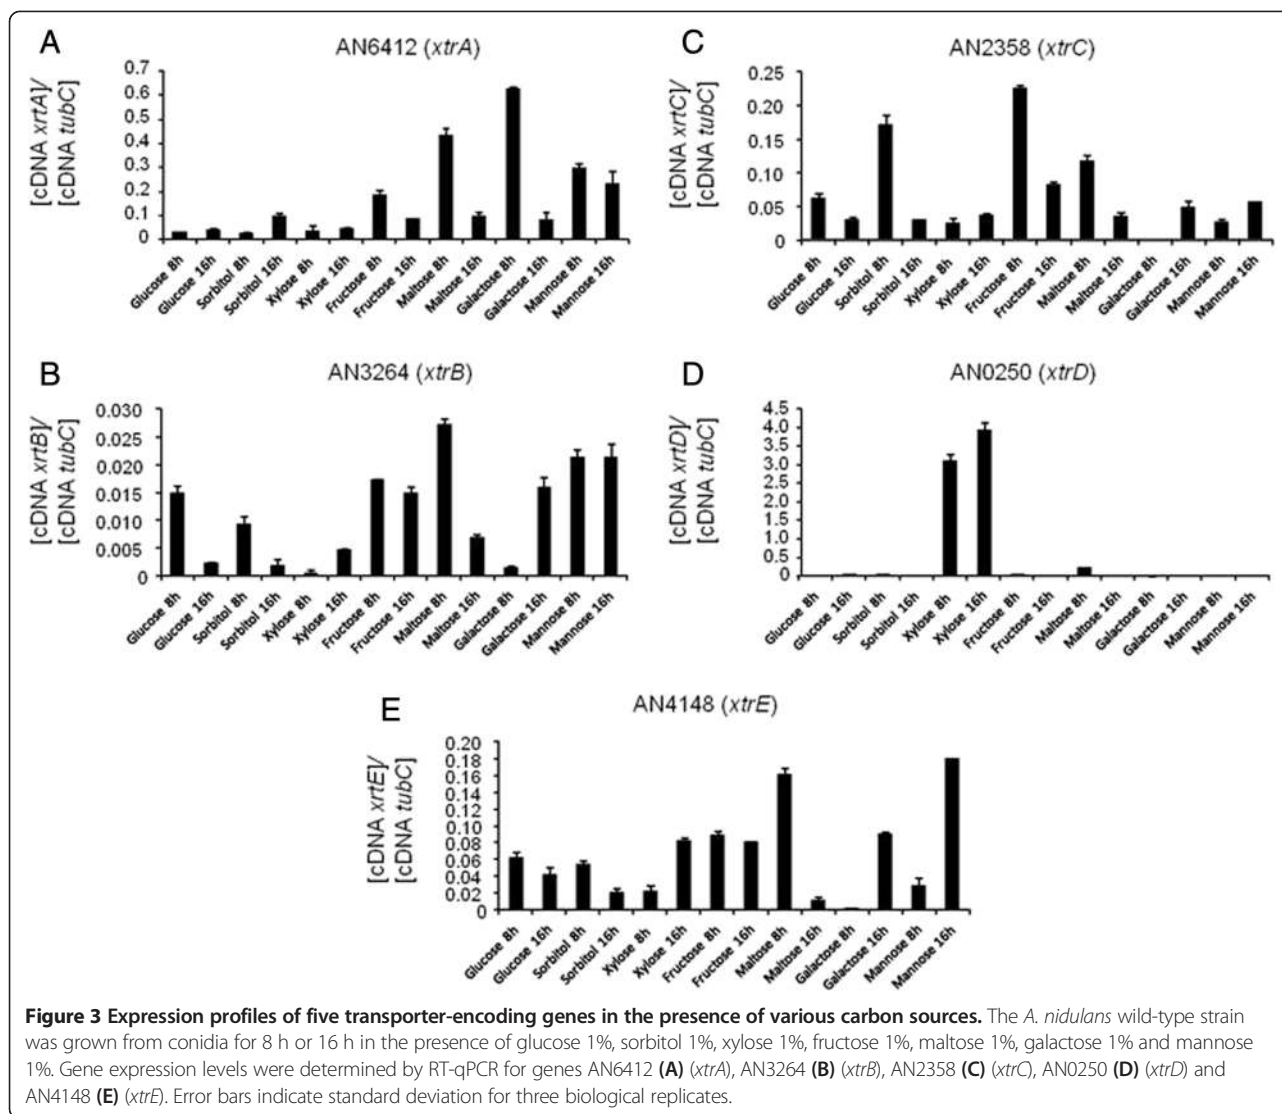 A
AN6412 (xtrA)
[cDNA xrtA]/
[cDNA tubC]
0.7
0.6
0.5
0.4
0.3
0.2
0.1
0
Glucose 8h
Glucose 16h
Sorbitol 8h
Sorbitol 16h
Xylose 8h
Xylose 16h
Fructose 8h
Fructose 16h
Maltose 8h
Maltose 16h
Galactose 8h
Galactose 16h
Mannose 8h
Mannose 16h
C
AN2358 (xtrC)
[cDNA xrtC]/
[cDNA tubC]
0.25
0.20
0.15
0.10
0.05
0
Glucose 8h
Glucose 16h
Sorbitol 8h
Sorbitol 16h
Xylose 8h
Xylose 16h
Fructose 8h
Fructose 16h
Maltose 8h
Maltose 16h
Galactose 8h
Galactose 16h
Mannose 8h
Mannose 16h
B
AN3264 (xtrB)
[cDNA xrtB]/
[cDNA tubC]
0.030
0.025
0.020
0.015
0.010
0.005
0
Glucose 8h
Glucose 16h
Sorbitol 8h
Sorbitol 16h
Xylose 8h
Xylose 16h
Fructose 8h
Fructose 16h
Maltose 8h
Maltose 16h
Galactose 8h
Galactose 16h
Mannose 8h
Mannose 16h
D
AN0250 (xtrD)
[cDNA xrtD]/
[cDNA tubC]
4.5
4.0
3.5
3.0
2.5
2.0
1.5
1.0
0.5
0
Glucose 8h
Glucose 16h
Sorbitol 8h
Sorbitol 16h
Xylose 8h
Xylose 16h
Fructose 8h
Fructose 16h
Maltose 8h
Maltose 16h
Galactose 8h
Galactose 16h
Mannose 8h
Mannose 16h
E
AN4148 (xtrE)
[cDNA xrtE]/
[cDNA tubC]
0.20
0.18
0.16
0.14
0.12
0.10
0.08
0.06
0.04
0.02
0
Glucose 8h
Glucose 16h
Sorbitol 8h
Sorbitol 16h
Xylose 8h
Xylose 16h
Fructose 8h
Fructose 16h
Maltose 8h
Maltose 16h
Galactose 8h
Galactose 16h
Mannose 8h
Mannose 16h
Figure 3 Expression profiles of five transporter-encoding genes in the presence of various carbon sources. The A. nidulans wild-type strain
was grown from conidia for 8 h or 16 h in the presence of glucose 1%, sorbitol 1%, xylose 1%, fructose 1%, maltose 1%, galactose 1% and mannose
1%. Gene expression levels were determined by RT-qPCR for genes AN6412 (A) (xtrA), AN3264 (B) (xtrB), AN2358 (C) (xtrC), AN0250 (D) (xtrD) and
AN4148 (E) (xtrE). Error bars indicate standard deviation for three biological replicates.